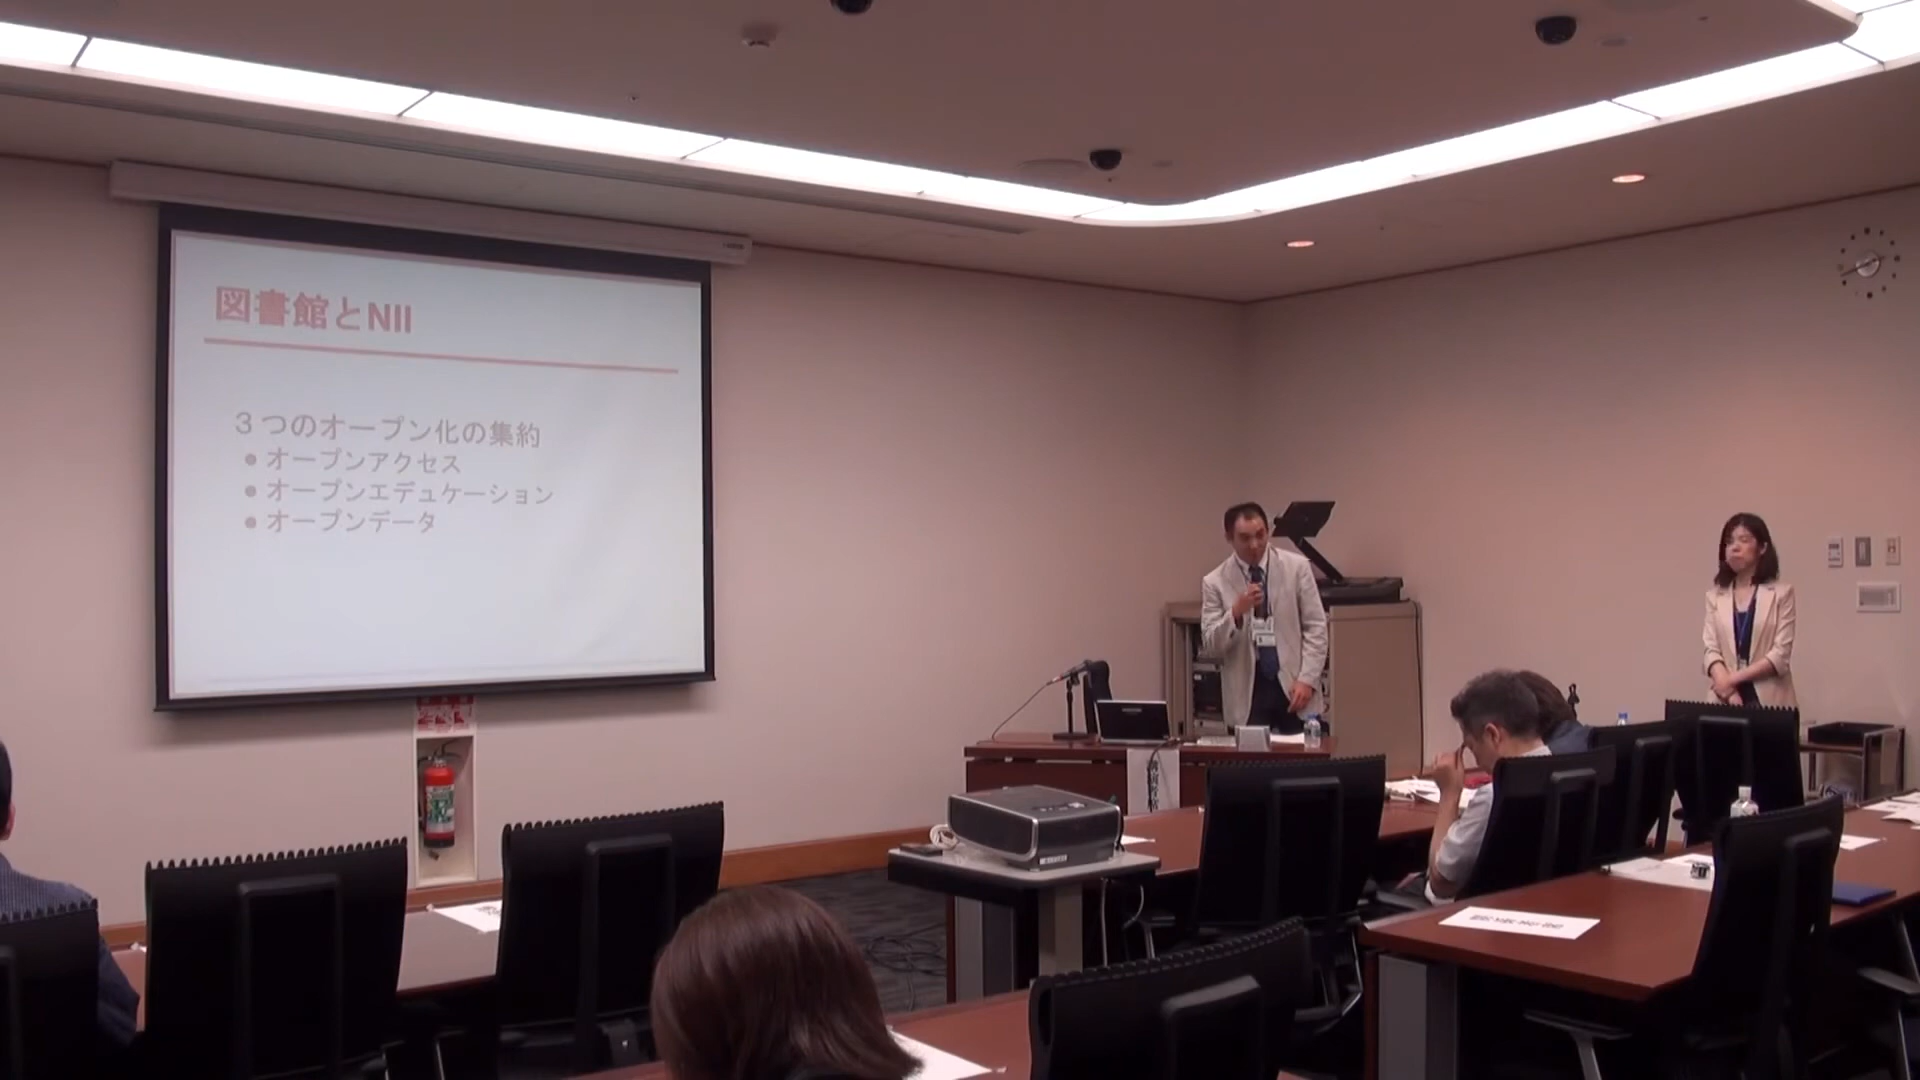 図書館とNII
３つのオープン化の集約
● オープンアクセス
● オープンエデュケーション
● オープンデータ